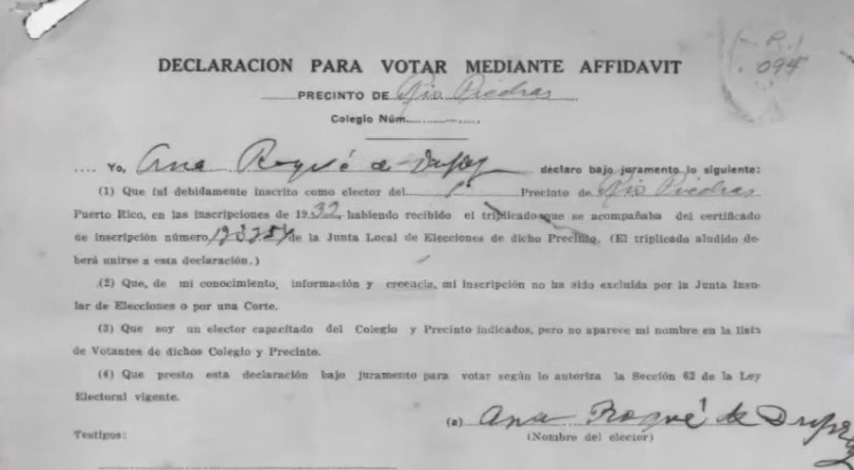 R.
094
DECLARACION PARA VOTAR MEDIANTE AFFIDAVIT
PRECINTO DE Rio Piedras
Colegio Núm.
Yo, Ana Roqué de Duprey declaro bajo juramento lo siguiente:
(1) Que fuí debidamente inscrito como elector del 1º Precinto de Rio Piedras
Puerto Rico, en las inscripciones de 1932, habiendo recibido el triplicado que se acompañaba del certificado
de inscripción número de la Junta Local de Elecciones de dicho Precinto. (El triplicado aludido de-
berá unirse a esta declaración.)
(2) Que, de mi conocimiento, información y creencia, mi inscripción no ha sido excluída por la Junta Insu-
lar de Elecciones o por una Corte.
(3) Que soy un elector capacitado del Colegio y Precinto indicados, pero no aparece mi nombre en la lista
de Votantes de dichos Colegio y Precinto.
(4) Que presto esta declaración bajo juramento para votar según lo autoriza la Sección 62 de la Ley
Electoral vigente.
(a) Ana Roqué de Duprey
(Nombre del elector)
Testigos: